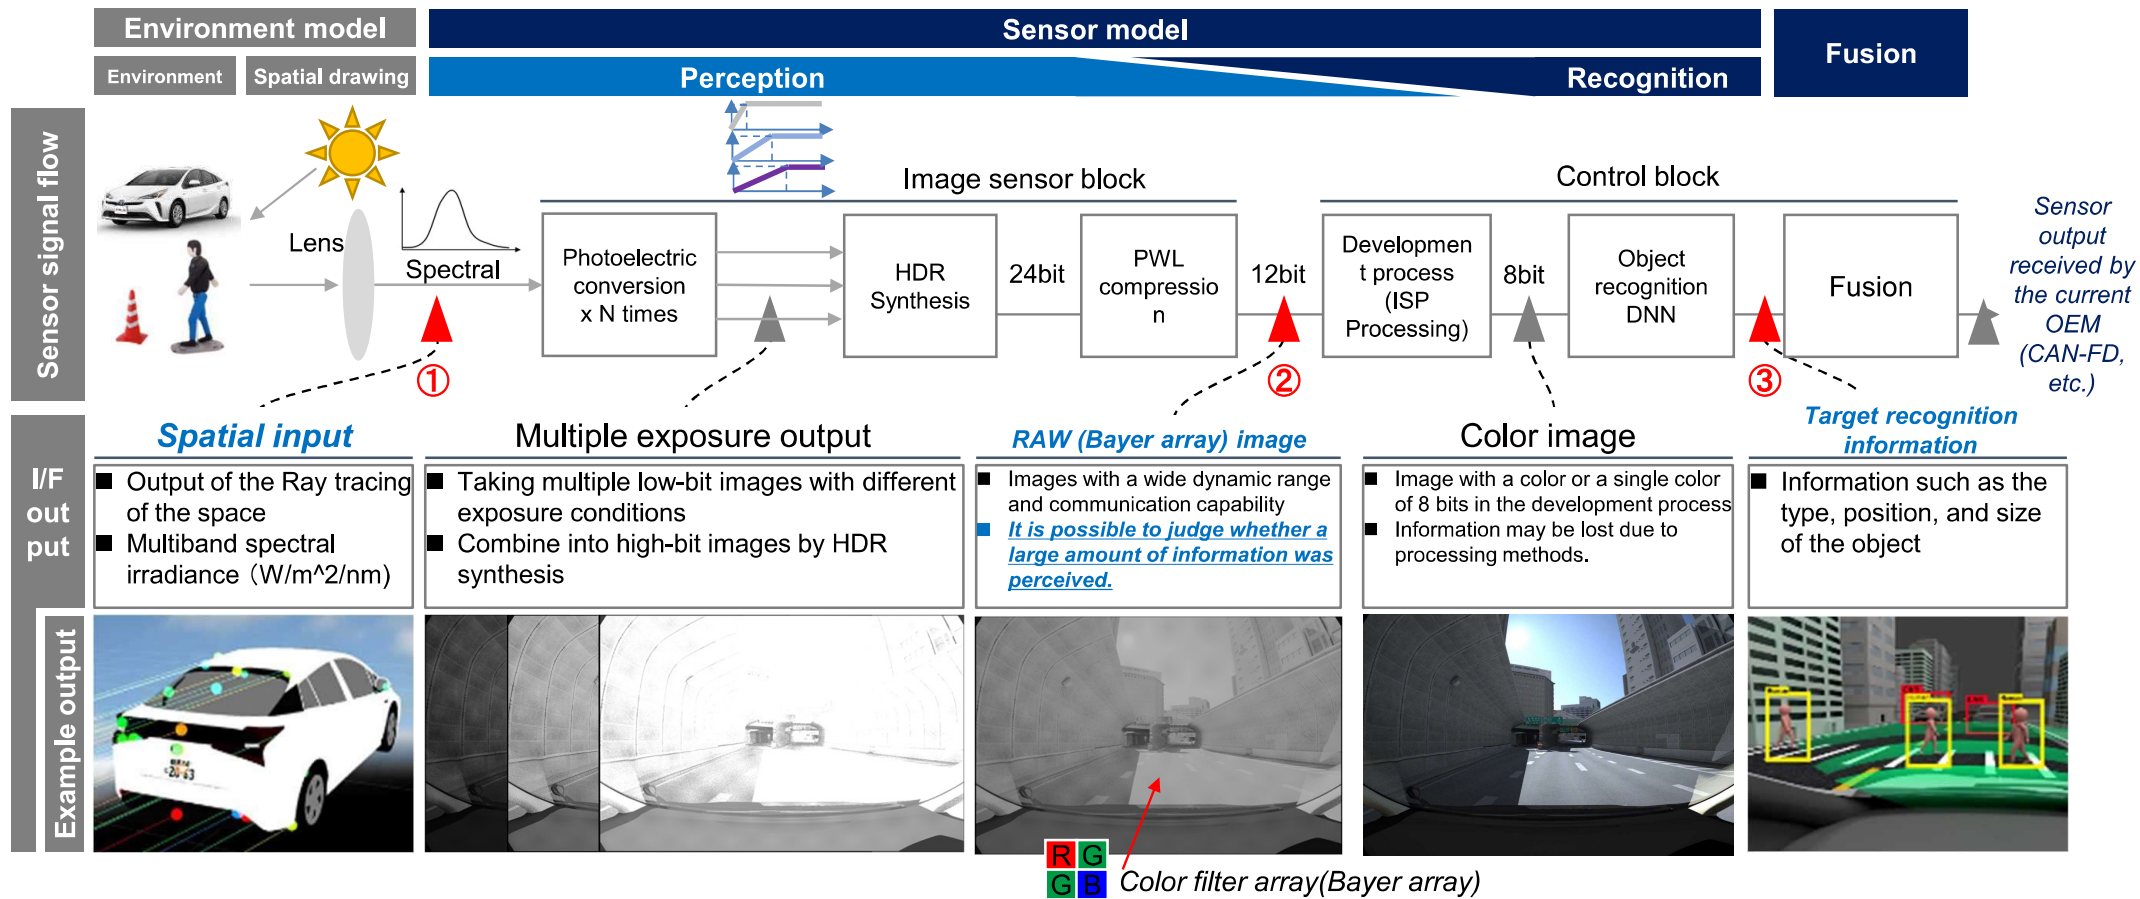 Environment model
Sensor model
Fusion
Environment
Spatial drawing
Perception
Recognition
Sensor signal flow
Lens
Spectral
Image sensor block
Control block
Photoelectric
conversion
x N times
HDR
Synthesis
24bit
PWL
compressio
n
12bit
Developmen
t process
(ISP
Processing)
8bit
Object
recognition
DNN
Fusion
Sensor
output
received by
the current
OEM
(CAN-FD,
etc.)
①
②
③
I/F
out
put
Spatial input
Output of the Ray tracing
of the space
Multiband spectral
irradiance（W/m^2/nm)
Multiple exposure output
Taking multiple low-bit images with different
exposure conditions
Combine into high-bit images by HDR
synthesis
RAW (Bayer array) image
Images with a wide dynamic range
and communication capability
It is possible to judge whether a
large amount of information was
perceived.
Color image
Image with a color or a single color
of 8 bits in the development process
Information may be lost due to
processing methods.
Target recognition
information
Information such as the
type, position, and size
of the object
Example output
R G
G B
Color filter array(Bayer array)